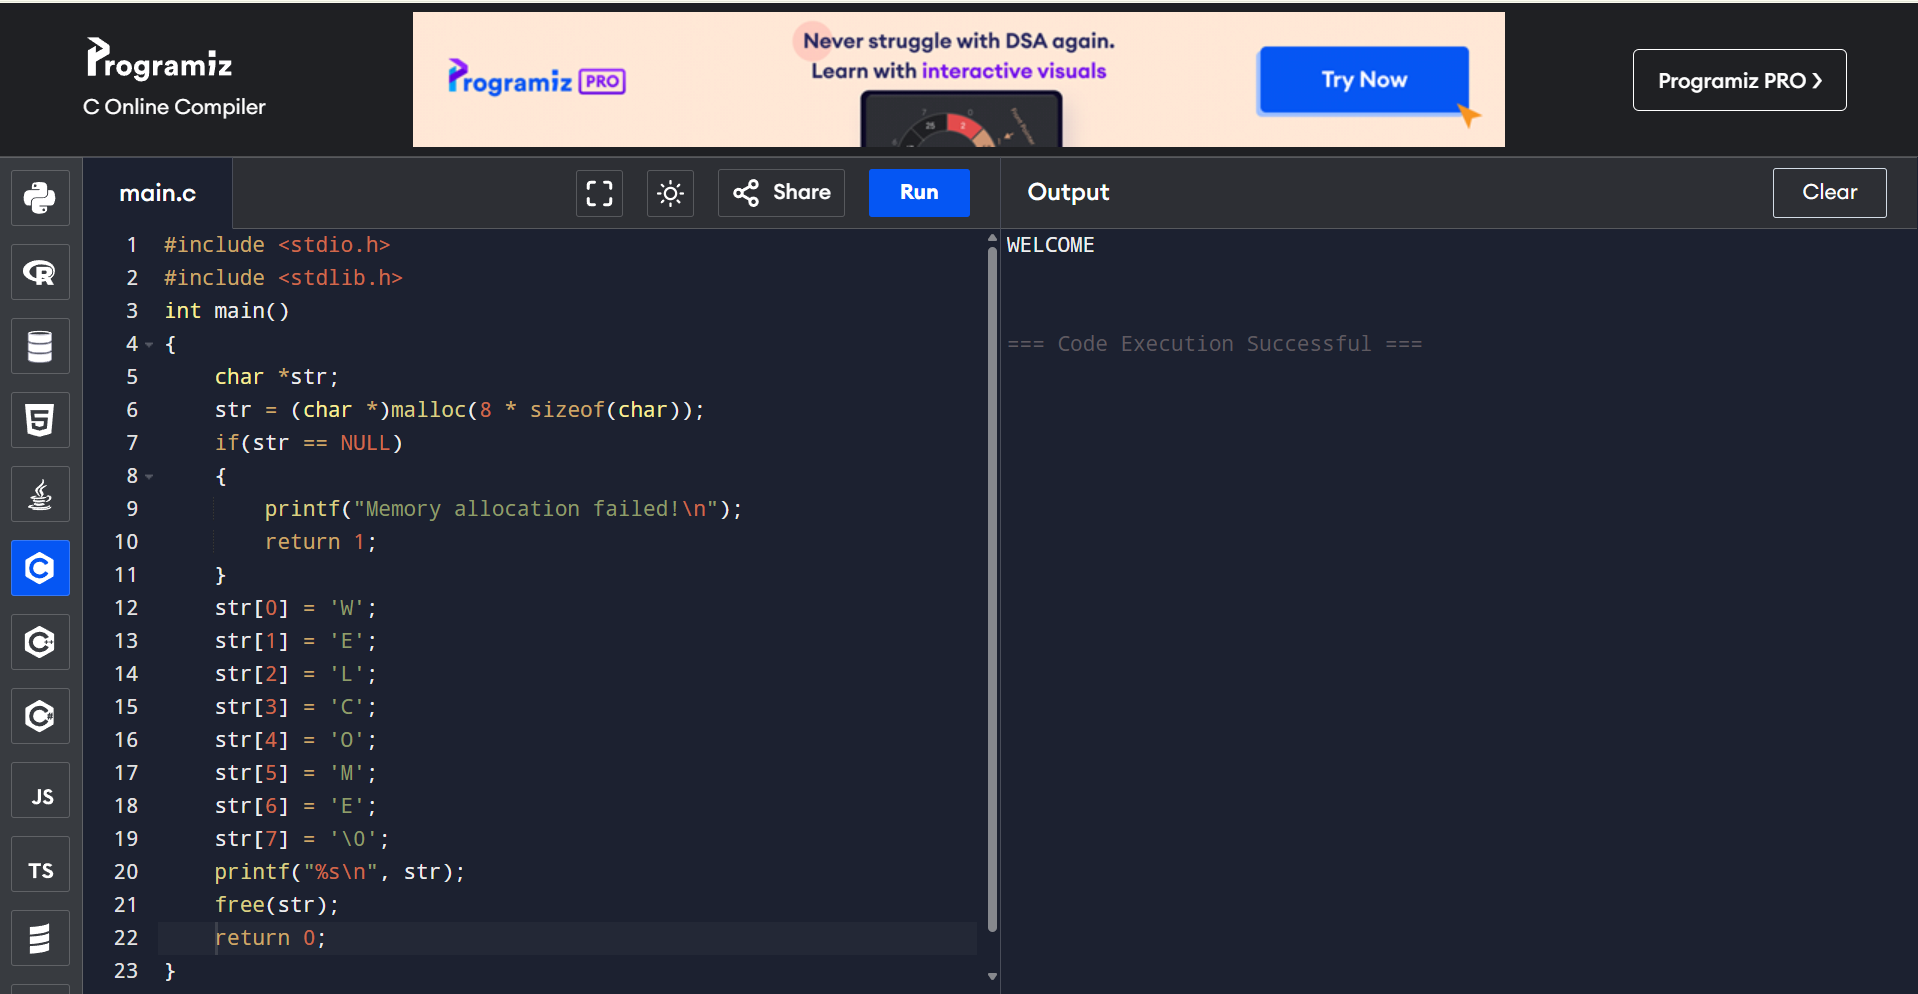 Programiz
C Online Compiler
Programiz PRO
Never struggle with DSA again.
Learn with interactive visuals
Try Now
Programiz PRO
main.c
Share
Run
Output
Clear
1 #include <stdio.h>
2 #include <stdlib.h>
3 int main()
4 {
5 char *str;
6 str = (char *)malloc(8 * sizeof(char));
7 if(str == NULL)
8 {
9 printf("Memory allocation failed!\n");
10 return 1;
11 }
12 str[0] = 'W';
13 str[1] = 'E';
14 str[2] = 'L';
15 str[3] = 'C';
16 str[4] = 'O';
17 str[5] = 'M';
18 str[6] = 'E';
19 str[7] = '\0';
20 printf("%s\n", str);
21 free(str);
22 return 0;
23 }
WELCOME
=== Code Execution Successful ===
R
5
C
C++
C#
JS
TS
25
2